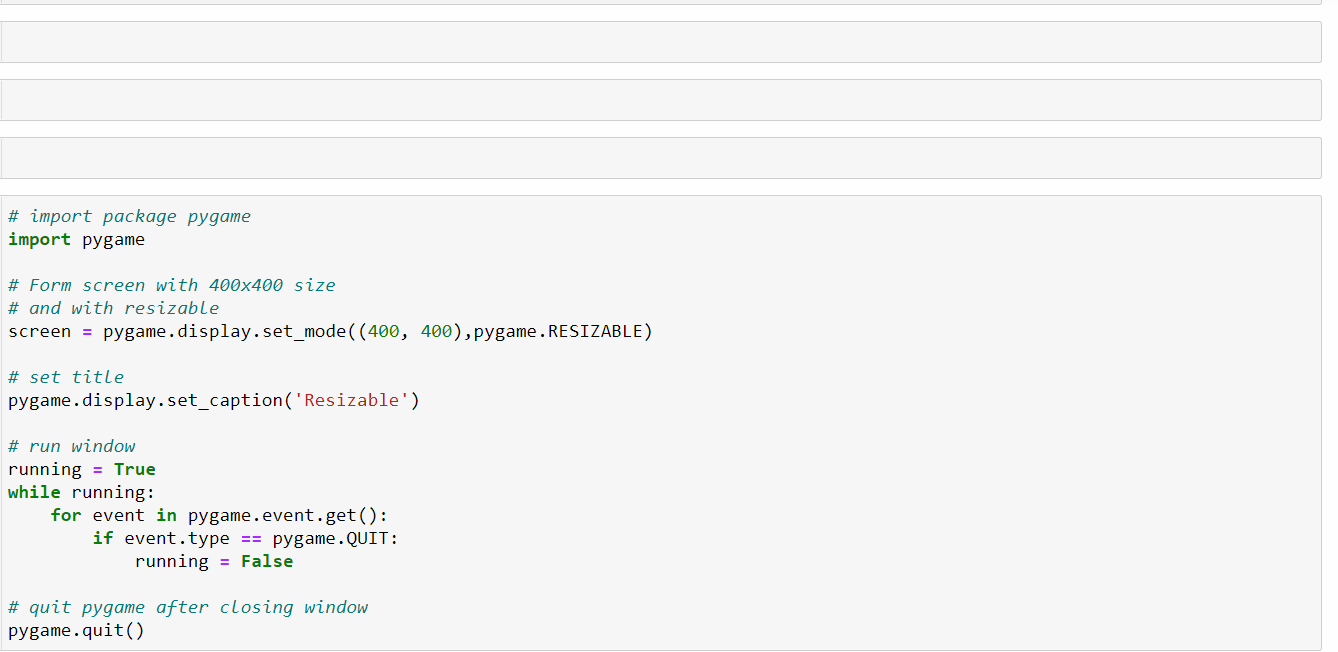 # import package pygame
import pygame
# Form screen with 400x400 size
# and with resizable
screen = pygame.display.set_mode((400, 400),pygame.RESIZABLE)
# set title
pygame.display.set_caption('Resizable')
# run window
running = True
while running:
    for event in pygame.event.get():
        if event.type == pygame.QUIT:
            running = False
# quit pygame after closing window
pygame.quit()